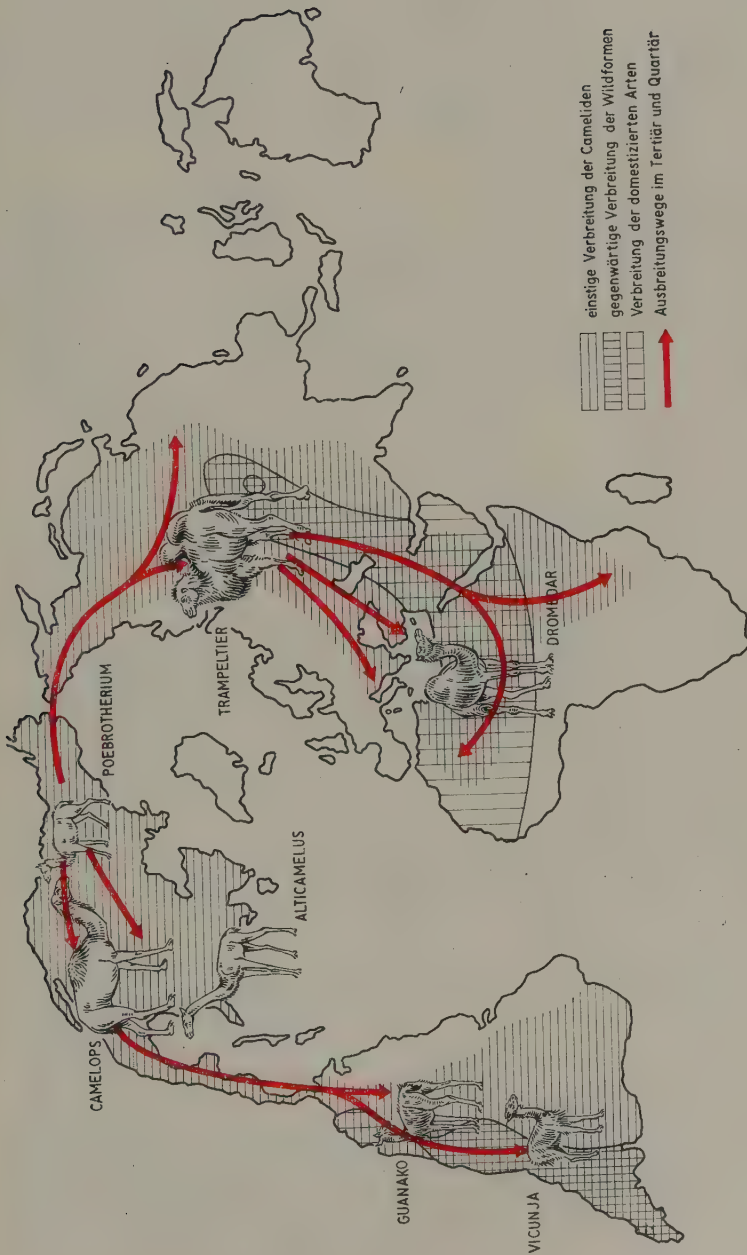 POEBROTHERIUM
CAMELOPS
TRAMPELTIER
ALTICAMELUS
GUANAKO
DROMEDAR
VICUNJA
einstige Verbreitung der Cameliden
gegenwärtige Verbreitung der Wildformen
Verbreitung der domestizierten Arten
Ausbreitungswege im Tertiär und Quartär